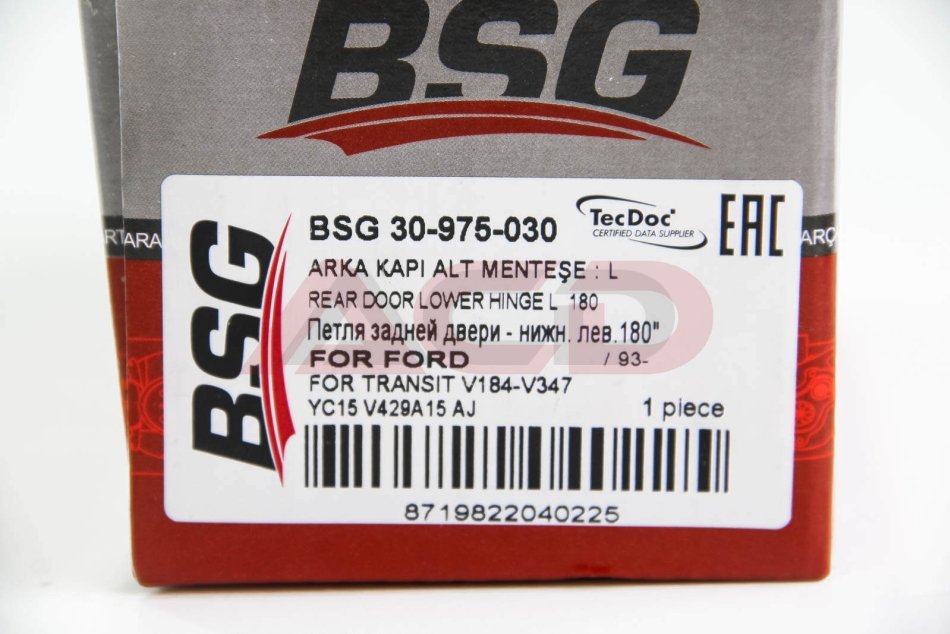 BSG
BSG
BSG 30-975-030
TecDoc
CERTIFIED DATA SUPPLIER
EAC
ARKA KAPI ALT MENTEŞE : L
REAR DOOR LOWER HINGE L 180
Петля задней двери - нижн. лев.180"
FOR FORD / 93-
FOR TRANSIT V184-V347
YC15 V429A15 AJ 1 piece
8719822040225
ACD